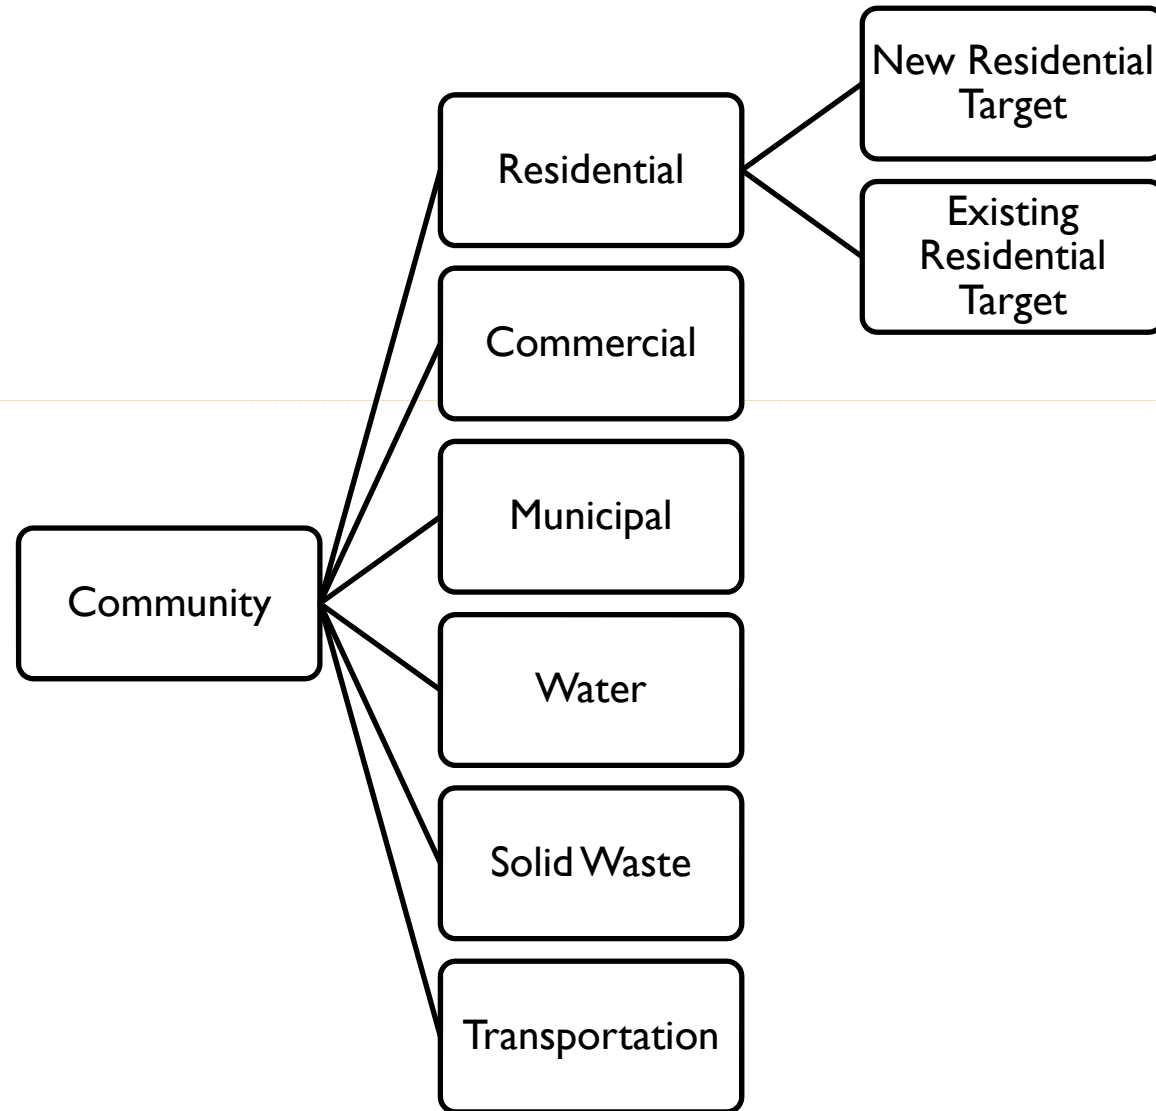 New Residential
Target
Residential
Existing
Residential
Target
Commercial
Municipal
Community
Water
Solid Waste
Transportation